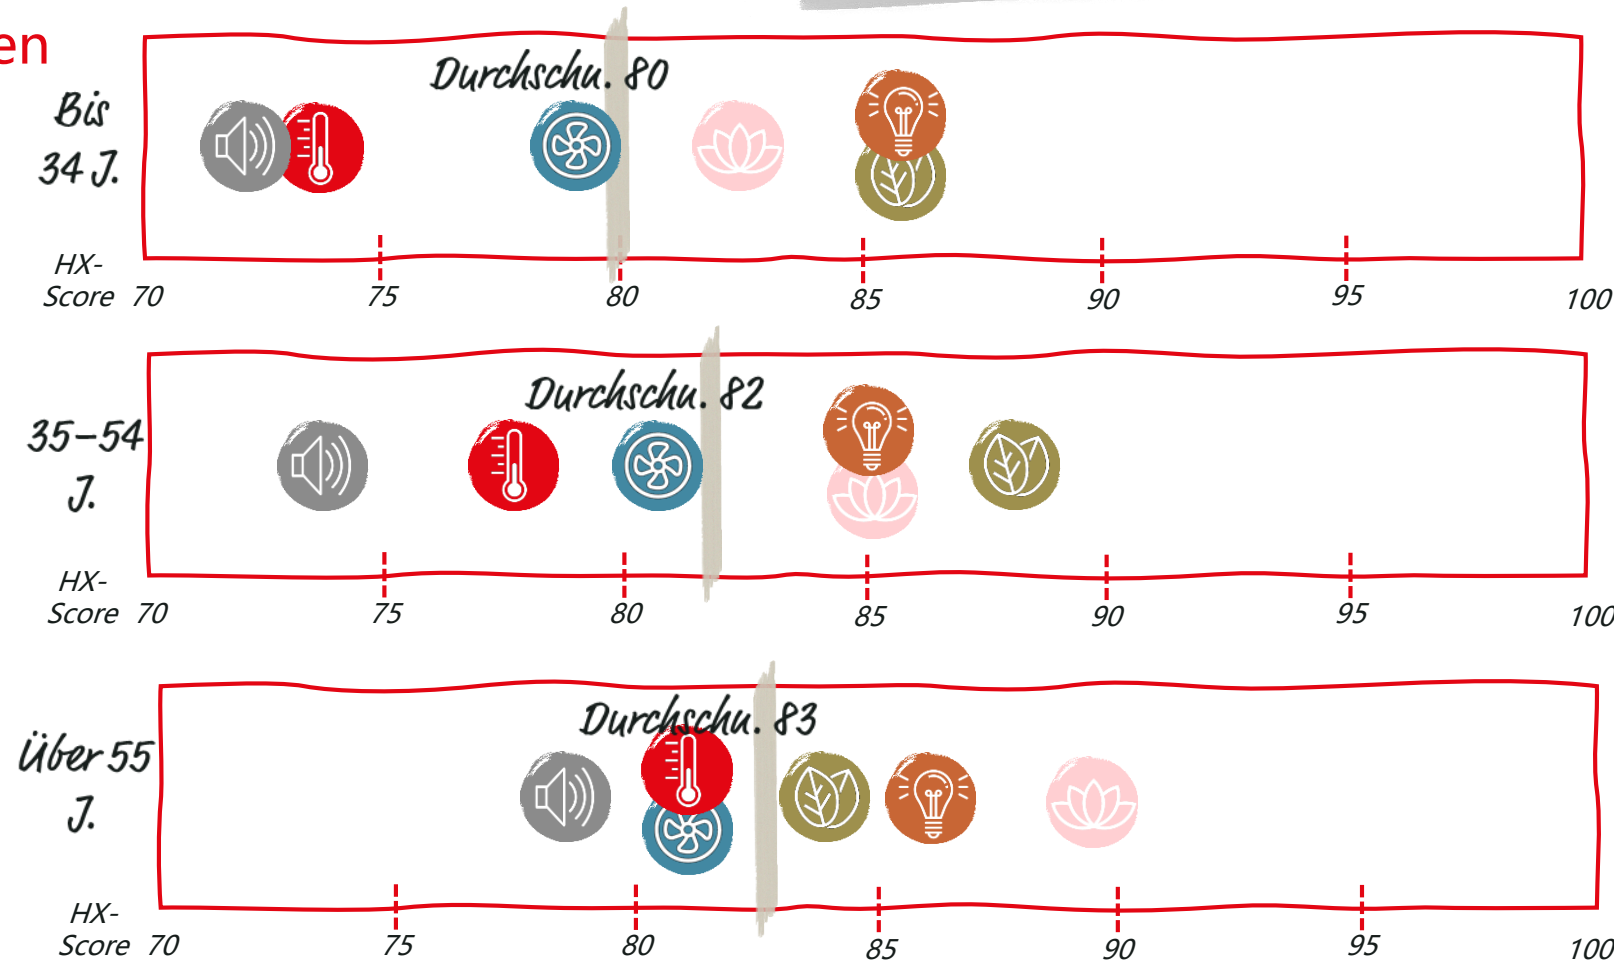 en
Durchschn. 80
Bis
34 J.
HX-
Score 70 75 80 85 90 95 100
Durchschn. 82
35–54
J.
HX-
Score 70 75 80 85 90 95 100
Durchschn. 83
Über 55
J.
HX-
Score 70 75 80 85 90 95 100